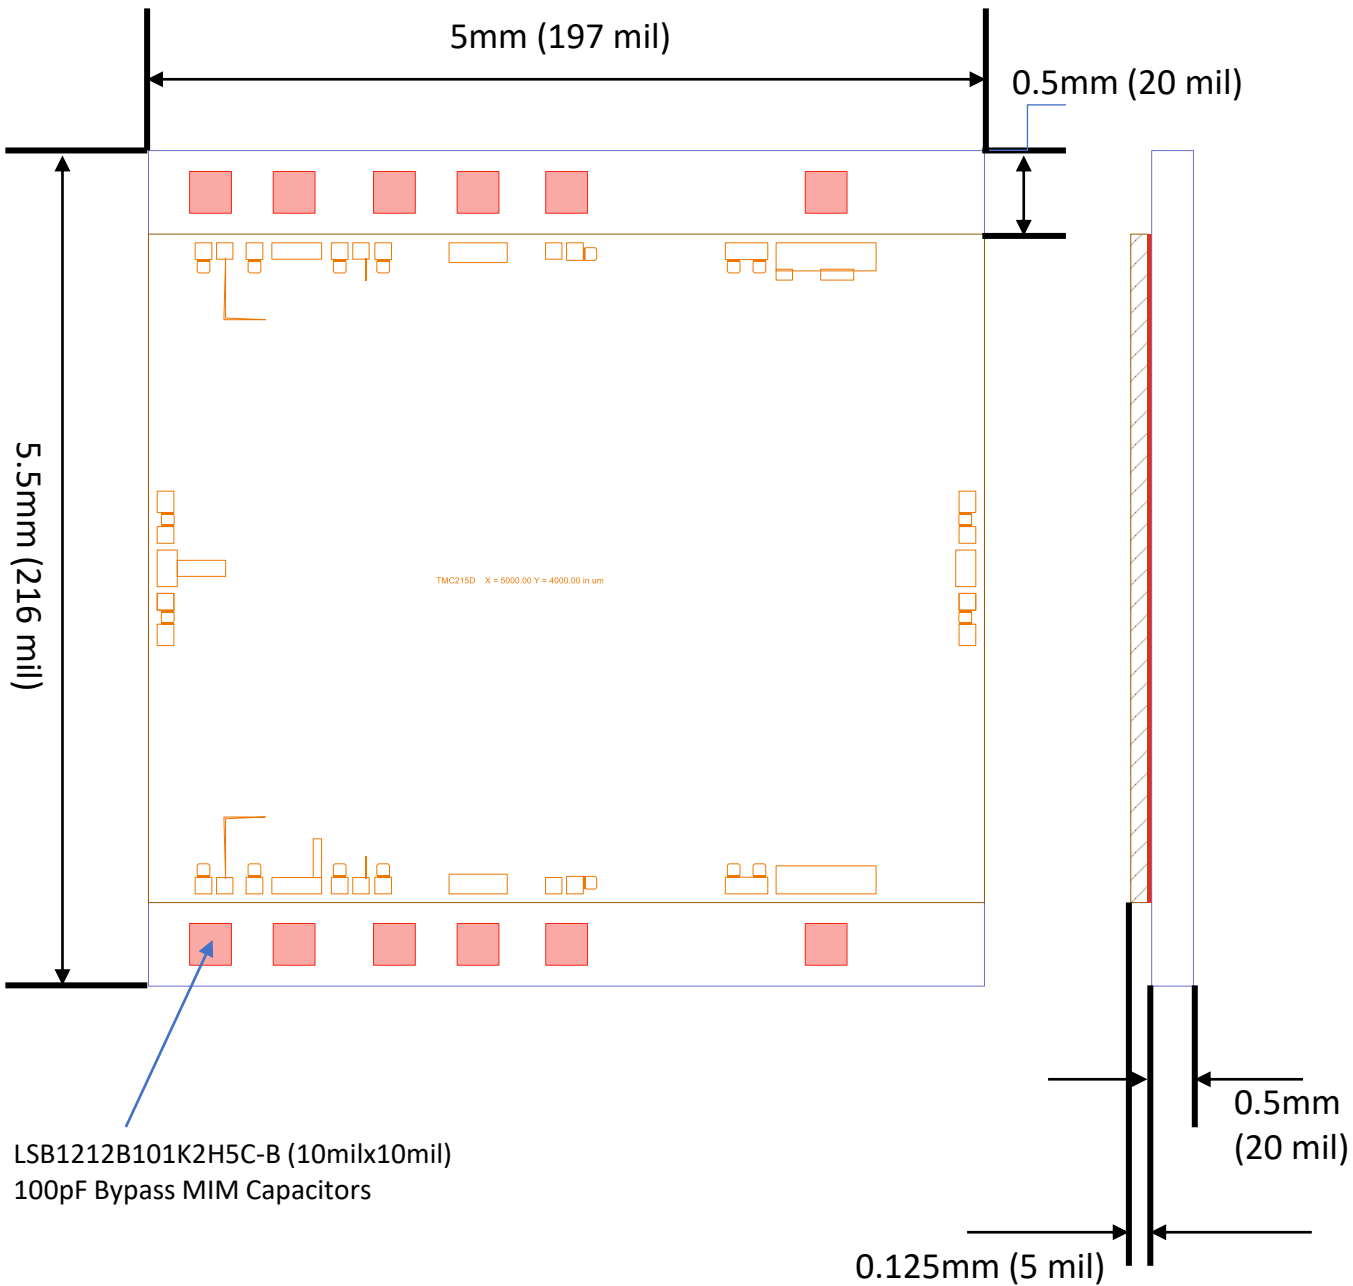 5mm (197 mil)
0.5mm (20 mil)
5.5mm (216 mil)
TMC215D X = 5000.00 Y = 4000.00 in um
LSB1212B101K2H5C-B (10milx10mil)
100pF Bypass MIM Capacitors
0.5mm
(20 mil)
0.125mm (5 mil)